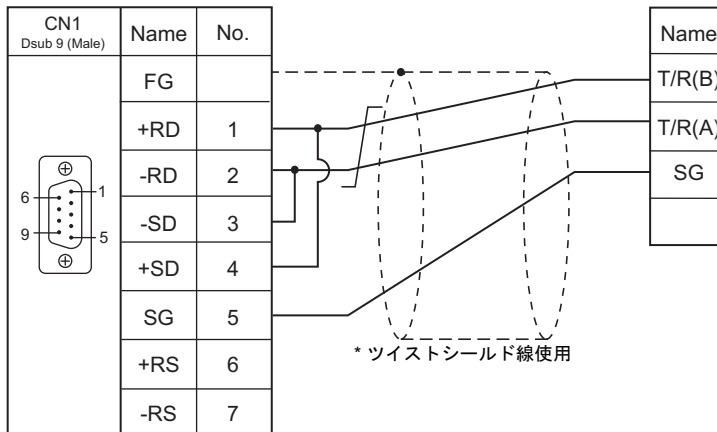 CN1
Dsub 9 (Male)
Name No.
FG
+RD 1
-RD 2
-SD 3
+SD 4
SG 5
+RS 6
-RS 7
6 1
9 5
* ツイストシールド線使用
Name
T/R(B)
T/R(A)
SG